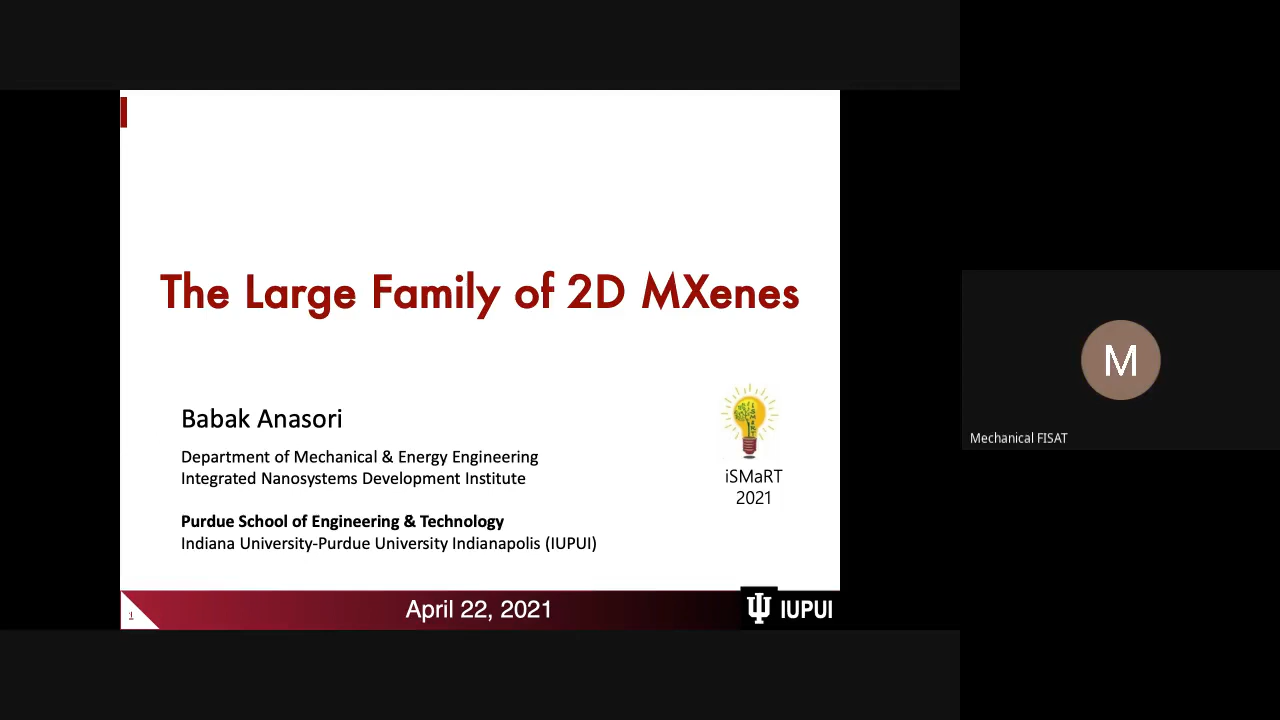 The Large Family of 2D MXenes
Babak Anasori
Department of Mechanical & Energy Engineering
Integrated Nanosystems Development Institute
iSMaRT
2021
Purdue School of Engineering & Technology
Indiana University-Purdue University Indianapolis (IUPUI)
1
April 22, 2021
IUPUI
M
Mechanical FISAT